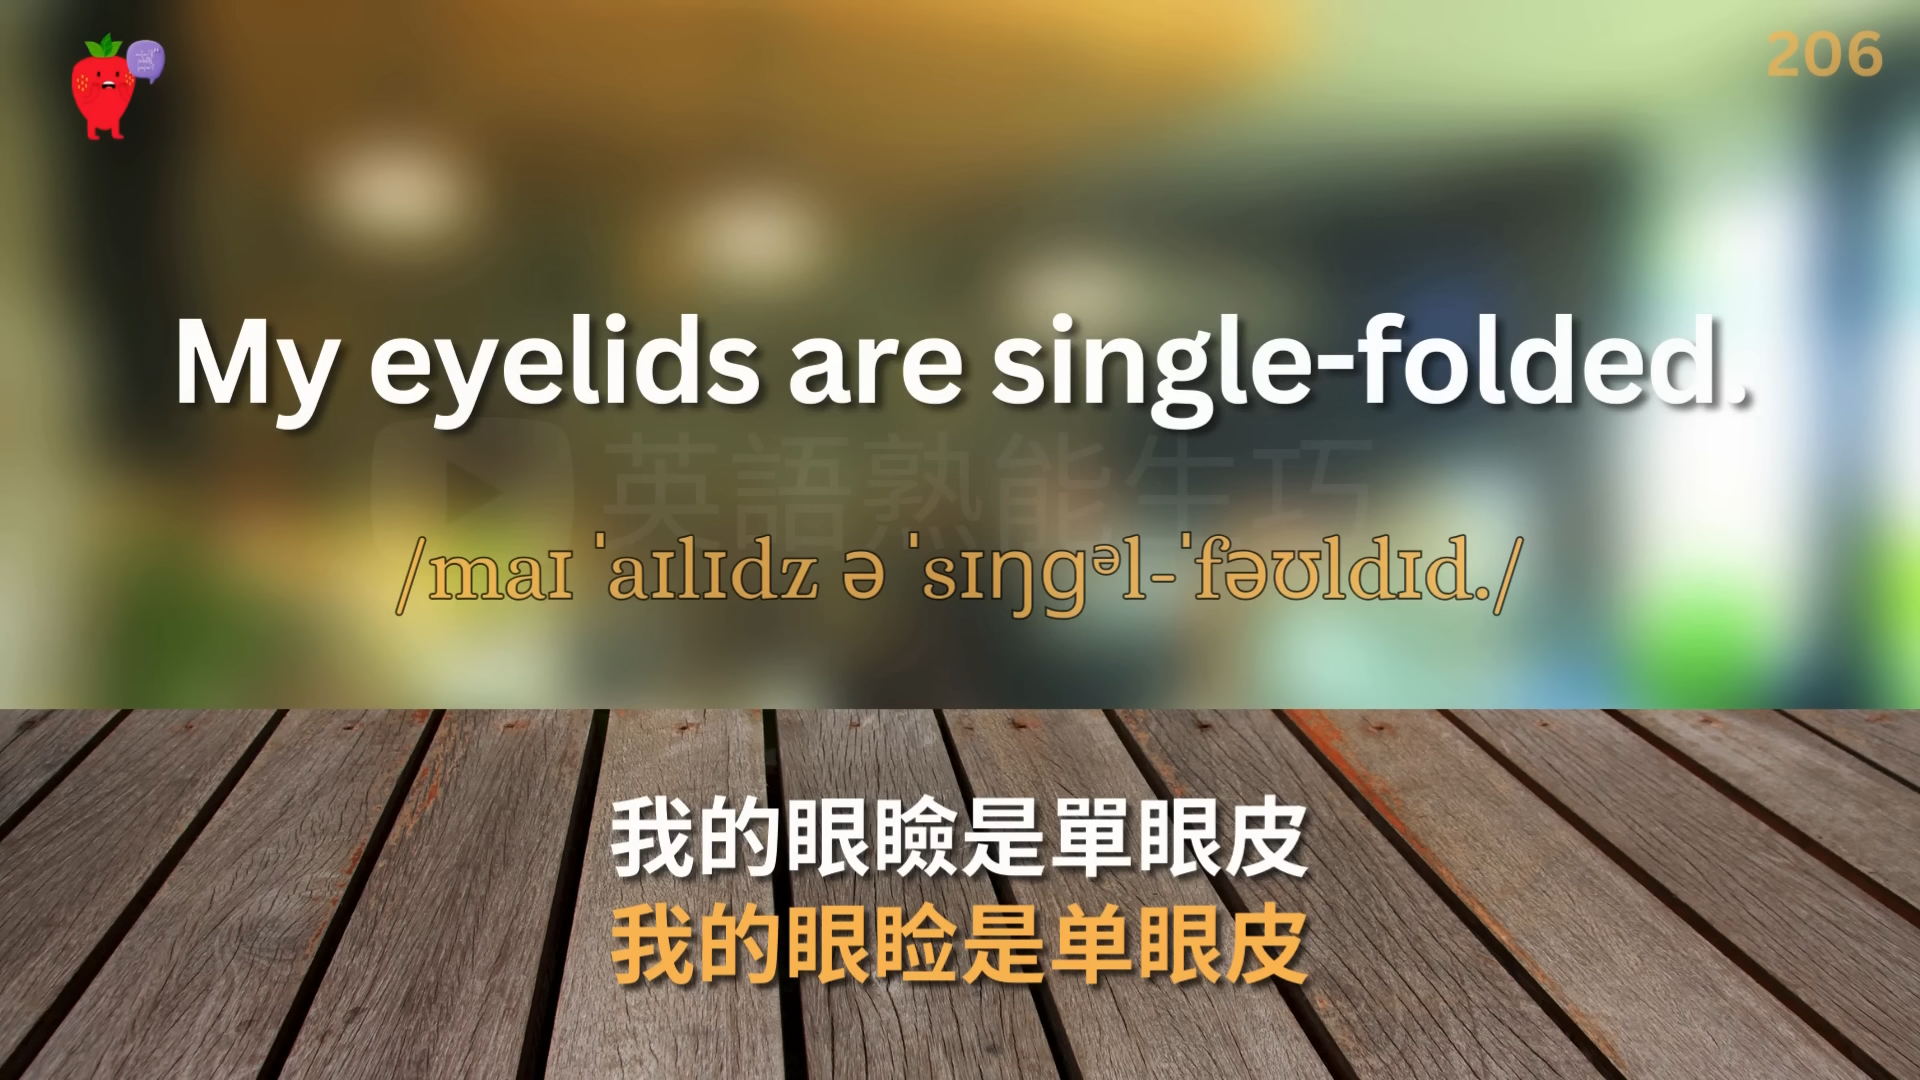 206
My eyelids are single-folded.
英語熟能生巧
/maɪ ˈaɪlɪdz ə ˈsɪŋɡᵊl-ˈfəʊldɪd./
我的眼瞼是單眼皮
我的眼睑是单眼皮